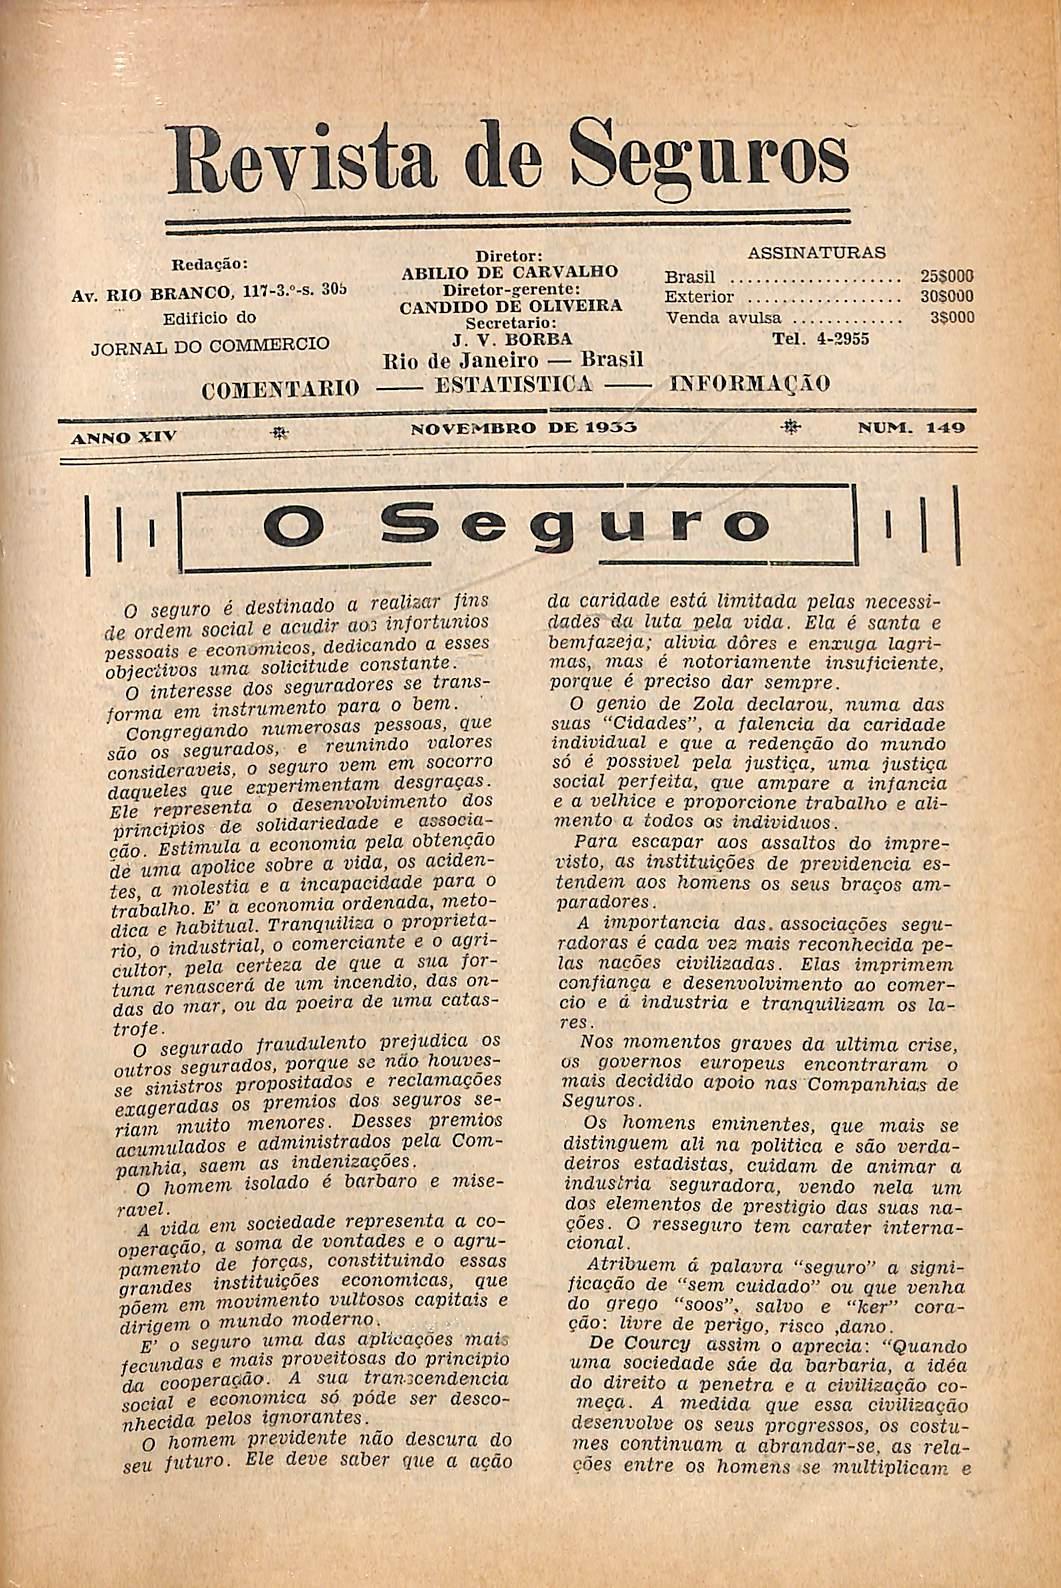 Revista de Seguros
Redação:
Av. RIO BRANCO, 117-3.º-s. 305
Edificio do
JORNAL DO COMMERCIO
Diretor:
ABILIO DE CARVALHO
Diretor-gerente:
CANDIDO DE OLIVEIRA
Secretario:
J. V. BORBA
Rio de Janeiro — Brasil
ASSINATURAS
Brasil .................... 25$000
Exterior .................. 30$000
Venda avulsa ............. 3$000
Tel. 4-2955
COMENTARIO —— ESTATISTICA —— INFORMAÇÃO
ANNO XIV NOVEMBRO DE 1933 NUM. 149
O Seguro
O seguro é destinado a realizar fins
de ordem social e acudir aos infortunios
pessoais e economicos, dedicando a esses
objectivos uma solicitude constante.
O interesse dos seguradores se trans-
forma em instrumento para o bem.
Congregando numerosas pessoas, que
são os segurados, e reunindo valores
consideraveis, o seguro vem em socorro
daqueles que experimentam desgraças.
Ele representa o desenvolvimento dos
principios de solidariedade e associa-
ção. Estimula a economia pela obtenção
de uma apolice sobre a vida, os aciden-
tes, a molestia e a incapacidade para o
trabalho. E' a economia ordenada, meto-
dica e habitual. Tranquiliza o proprieta-
rio, o industrial, o comerciante e o agri-
cultor, pela certeza de que a sua for-
tuna renascerá de um incendio, das on-
das do mar, ou da poeira de uma catas-
trofe.
O segurado fraudulento prejudica os
outros segurados, porque se não houves-
se sinistros propositados e reclamações
exageradas os premios dos seguros se-
riam muito menores. Desses premios
acumulados e administrados pela Com-
panhia, saem as indenizações.
O homem isolado é barbaro e mise-
ravel.
A vida em sociedade representa a co-
operação, a soma de vontades e o agru-
pamento de forças, constituindo essas
grandes instituições economicas, que
põem em movimento vultosos capitais e
dirigem o mundo moderno.
E' o seguro uma das aplicações mais
fecundas e mais proveitosas do principio
da cooperação. A sua transcendencia
social e economica só póde ser desco-
nhecida pelos ignorantes.
O homem previdente não descura do
seu futuro. Ele deve saber que a ação
da caridade está limitada pelas necessi-
dades da luta pela vida. Ela é santa e
bemfazeja; alivia dôres e enxuga lagri-
mas, mas é notoriamente insuficiente,
porque é preciso dar sempre.
O genio de Zola declarou, numa das
suas "Cidades", a falencia da caridade
individual e que a redenção do mundo
só é possivel pela justiça, uma justiça
social perfeita, que ampare a infancia
e a velhice e proporcione trabalho e ali-
mento a todos os individuos.
Para escapar aos assaltos do impre-
visto, as instituições de previdencia es-
tendem aos homens os seus braços am-
paradores.
A importancia das. associações segu-
radoras é cada vez mais reconhecida pe-
las nações civilizadas. Elas imprimem
confiança e desenvolvimento ao comer-
cio e á industria e tranquilizam os la-
res.
Nos momentos graves da ultima crise,
os governos europeus encontraram o
mais decidido apoio nas Companhias de
Seguros.
Os homens eminentes, que mais se
distinguem ali na politica e são verda-
deiros estadistas, cuidam de animar a
industria seguradora, vendo nela um
dos elementos de prestigio das suas na-
ções. O resseguro tem carater interna-
cional.
Atribuem á palavra "seguro" a signi-
ficação de "sem cuidado" ou que venha
do grego "soos", salvo e "ker" cora-
ção: livre de perigo, risco ,dano.
De Courcy assim o aprecia: "Quando
uma sociedade sáe da barbaria, a idéa
do direito a penetra e a civilização co-
meça. A medida que essa civilização
desenvolve os seus progressos, os costu-
mes continuam a abrandar-se, as rela-
ções entre os homens se multiplicam e